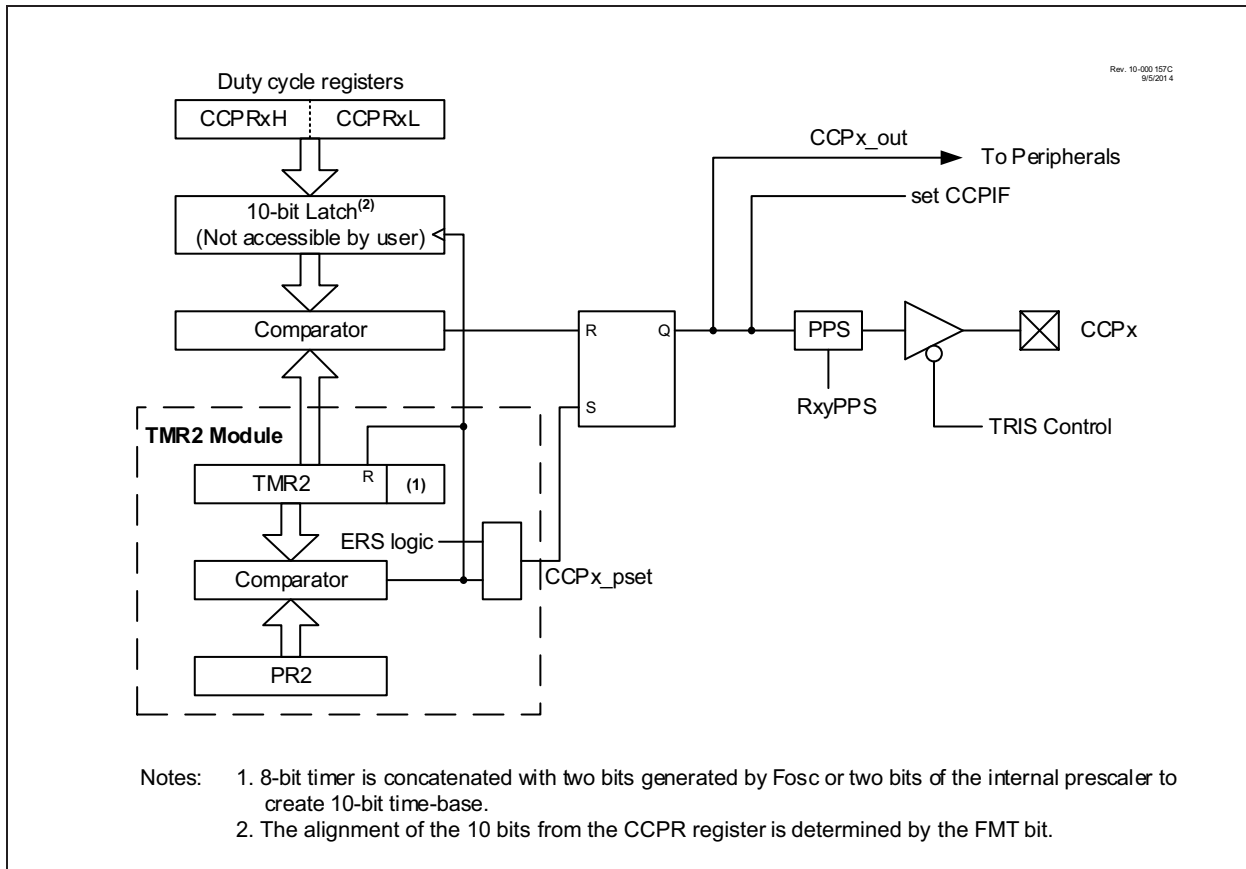 Rev. 10-000 157C
9/5/201 4
Duty cycle registers
CCPRxH CCPRxL
CCPx_out
To Peripherals
set CCPIF
10-bit Latch(2)
(Not accessible by user)
Comparator
R Q
PPS
CCPx
RxyPPS
S
TRIS Control
TMR2 Module
R
TMR2 (1)
ERS logic
Comparator
CCPx_pset
PR2
Notes: 1. 8-bit timer is concatenated with two bits generated by Fosc or two bits of the internal prescaler to
create 10-bit time-base.
2. The alignment of the 10 bits from the CCPR register is determined by the FMT bit.